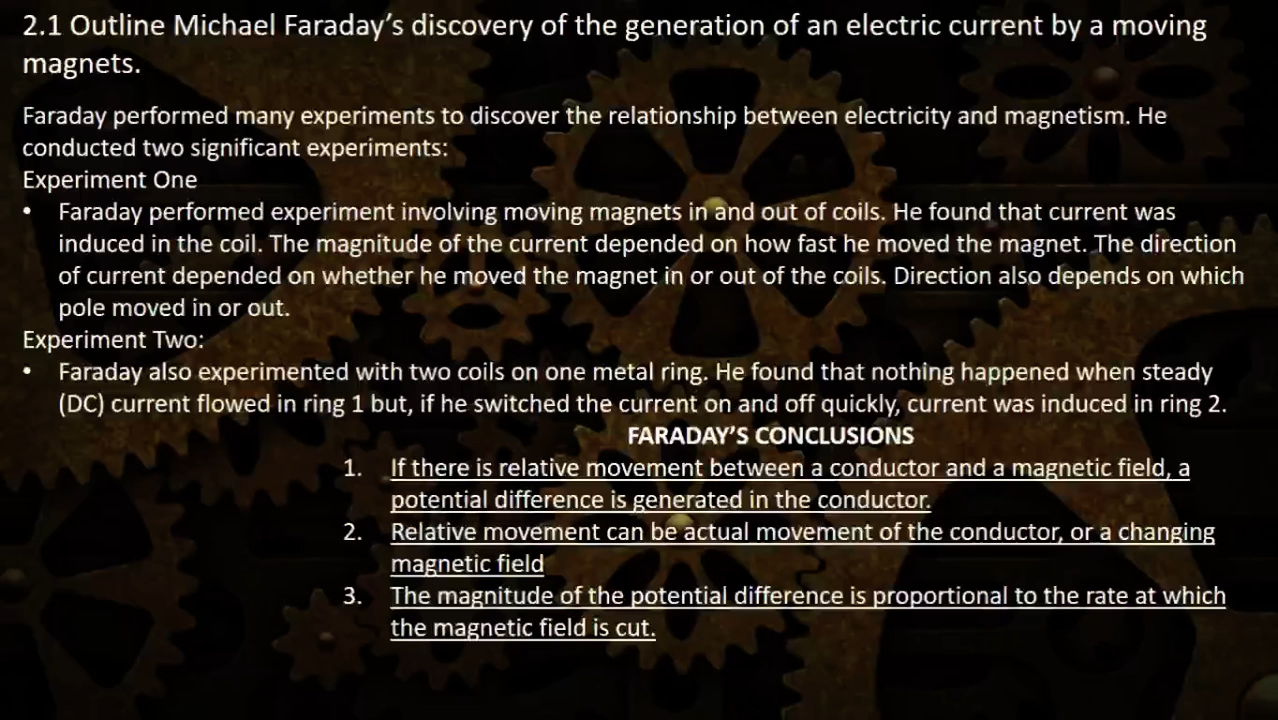 2.1 Outline Michael Faraday’s discovery of the generation of an electric current by a moving
magnets.
Faraday performed many experiments to discover the relationship between electricity and magnetism. He
conducted two significant experiments:
Experiment One
• Faraday performed experiment involving moving magnets in and out of coils. He found that current was
induced in the coil. The magnitude of the current depended on how fast he moved the magnet. The direction
of current depended on whether he moved the magnet in or out of the coils. Direction also depends on which
pole moved in or out.
Experiment Two:
• Faraday also experimented with two coils on one metal ring. He found that nothing happened when steady
(DC) current flowed in ring 1 but, if he switched the current on and off quickly, current was induced in ring 2.
FARADAY’S CONCLUSIONS
1. If there is relative movement between a conductor and a magnetic field, a
potential difference is generated in the conductor.
2. Relative movement can be actual movement of the conductor, or a changing
magnetic field
3. The magnitude of the potential difference is proportional to the rate at which
the magnetic field is cut.